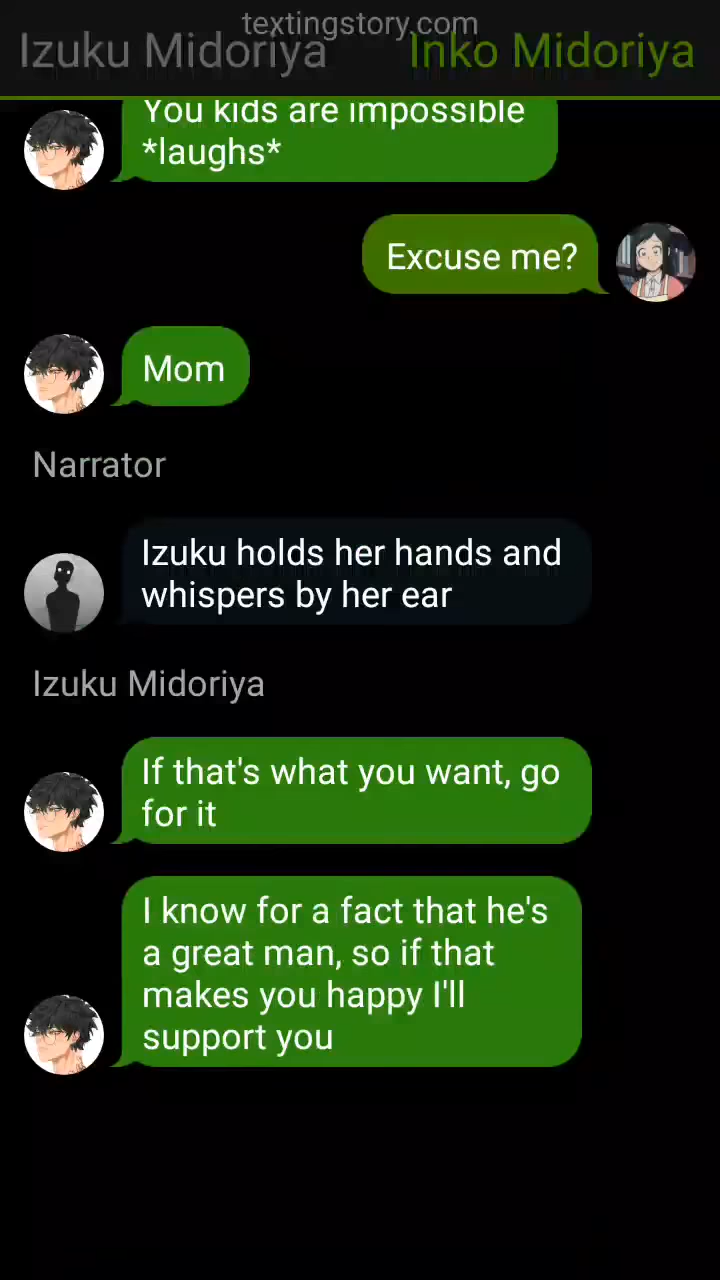 textingstory.com
Izuku Midoriya
Inko Midoriya
You kids are impossible
*laughs*
Excuse me?
Mom
Narrator
Izuku holds her hands and
whispers by her ear
Izuku Midoriya
If that's what you want, go
for it
I know for a fact that he's
a great man, so if that
makes you happy I'll
support you